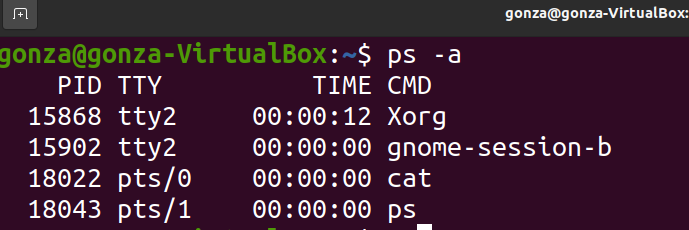 gonza@gonza-VirtualBox
gonza@gonza-VirtualBox:~$ ps -a
PID TTY TIME CMD
15868 tty2 00:00:12 Xorg
15902 tty2 00:00:00 gnome-session-b
18022 pts/0 00:00:00 cat
18043 pts/1 00:00:00 ps